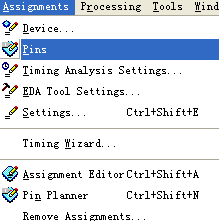 Assignments Processing Tools Wind
Device...
Pins
Timing Analysis Settings...
EDA Tool Settings...
Settings... Ctrl+Shift+E
Timing Wizard...
Assignment Editor Ctrl+Shift+A
Pin Planner Ctrl+Shift+N
Remove Assignments...